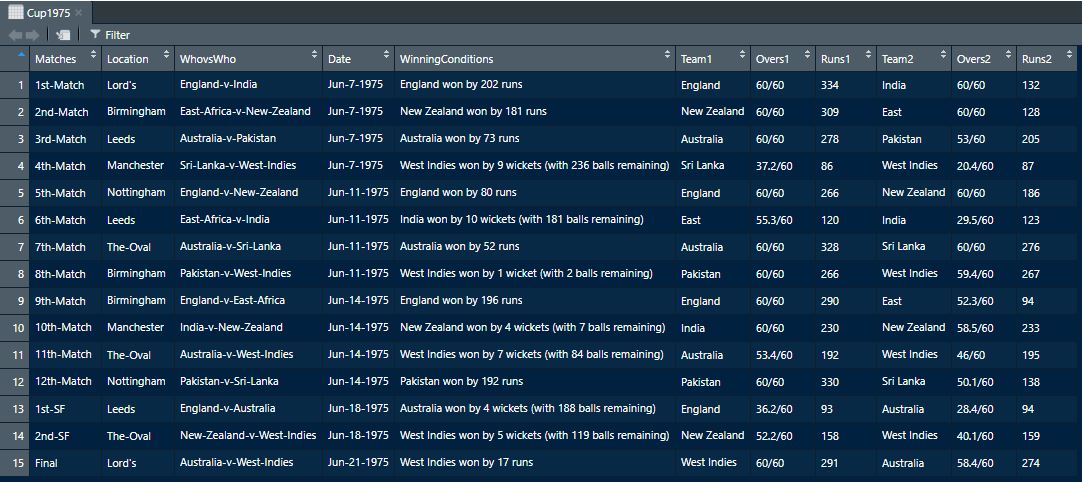 Cup1975
Filter
Matches Location WhovsWho Date WinningConditions Team1 Overs1 Runs1 Team2 Overs2 Runs2
1 1st-Match Lord's England-v-India Jun-7-1975 England won by 202 runs England 60/60 334 India 60/60 132
2 2nd-Match Birmingham East-Africa-v-New-Zealand Jun-7-1975 New Zealand won by 181 runs New Zealand 60/60 309 East 60/60 128
3 3rd-Match Leeds Australia-v-Pakistan Jun-7-1975 Australia won by 73 runs Australia 60/60 278 Pakistan 53/60 205
4 4th-Match Manchester Sri-Lanka-v-West-Indies Jun-7-1975 West Indies won by 9 wickets (with 236 balls remaining) Sri Lanka 37.2/60 86 West Indies 20.4/60 87
5 5th-Match Nottingham England-v-New-Zealand Jun-11-1975 England won by 80 runs England 60/60 266 New Zealand 60/60 186
6 6th-Match Leeds East-Africa-v-India Jun-11-1975 India won by 10 wickets (with 181 balls remaining) East 55.3/60 120 India 29.5/60 123
7 7th-Match The-Oval Australia-v-Sri-Lanka Jun-11-1975 Australia won by 52 runs Australia 60/60 328 Sri Lanka 60/60 276
8 8th-Match Birmingham Pakistan-v-West-Indies Jun-11-1975 West Indies won by 1 wicket (with 2 balls remaining) Pakistan 60/60 266 West Indies 59.4/60 267
9 9th-Match Birmingham England-v-East-Africa Jun-14-1975 England won by 196 runs England 60/60 290 East 52.3/60 94
10 10th-Match Manchester India-v-New-Zealand Jun-14-1975 New Zealand won by 4 wickets (with 7 balls remaining) India 60/60 230 New Zealand 58.5/60 233
11 11th-Match The-Oval Australia-v-West-Indies Jun-14-1975 West Indies won by 7 wickets (with 84 balls remaining) Australia 53.4/60 192 West Indies 46/60 195
12 12th-Match Nottingham Pakistan-v-Sri-Lanka Jun-14-1975 Pakistan won by 192 runs Pakistan 60/60 330 Sri Lanka 50.1/60 138
13 1st-SF Leeds England-v-Australia Jun-18-1975 Australia won by 4 wickets (with 188 balls remaining) England 36.2/60 93 Australia 28.4/60 94
14 2nd-SF The-Oval New-Zealand-v-West-Indies Jun-18-1975 West Indies won by 5 wickets (with 119 balls remaining) New Zealand 52.2/60 158 West Indies 40.1/60 159
15 Final Lord's Australia-v-West-Indies Jun-21-1975 West Indies won by 17 runs West Indies 60/60 291 Australia 58.4/60 274